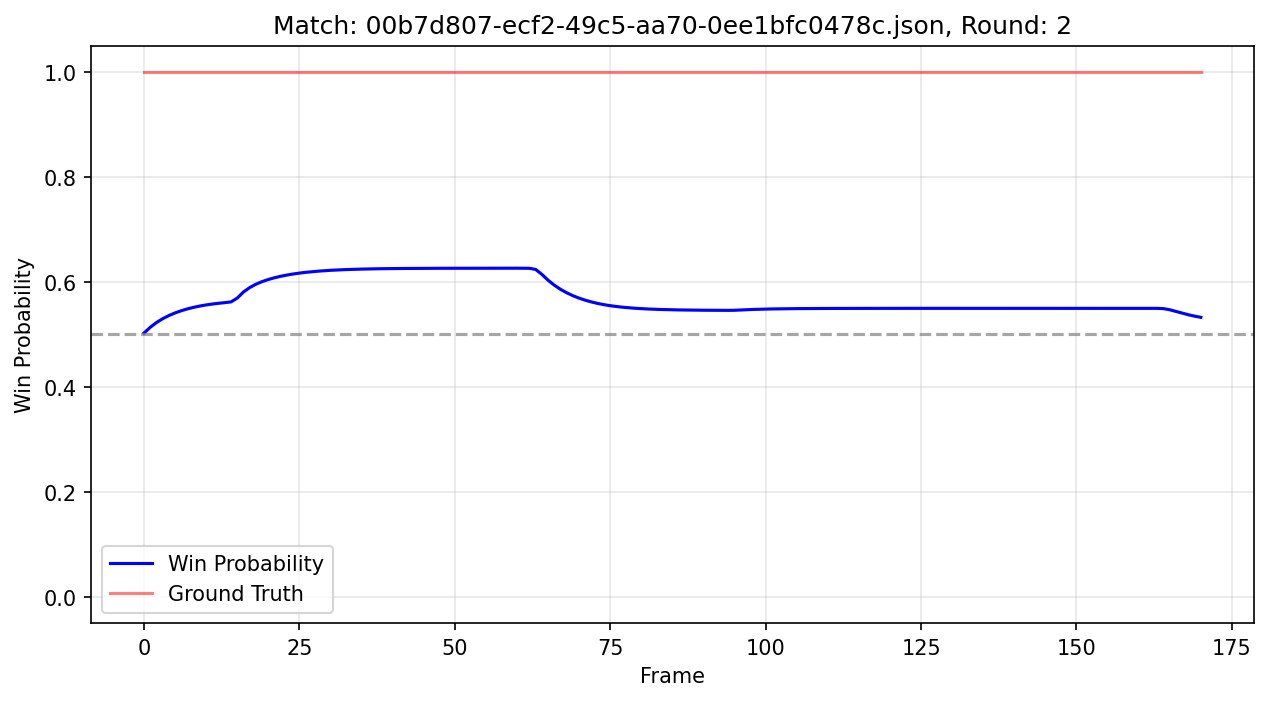 Match: 00b7d807-ecf2-49c5-aa70-0ee1bfc0478c.json, Round: 2
Win Probability
1.0
0.8
0.6
0.4
0.2
0.0
Win Probability
Ground Truth
0
25
50
75
100
125
150
175
Frame